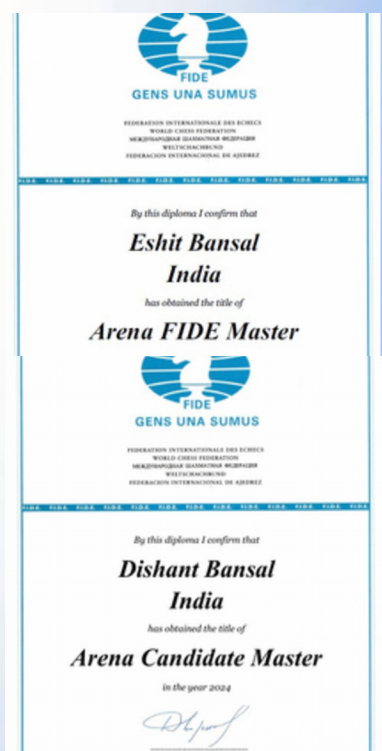 FIDE
GENS UNA SUMUS
FEDERATION INTERNATIONALE DES ECHECS
WORLD CHESS FEDERATION
МЕЖДУНАРОДНАЯ ШАХМАТНАЯ ФЕДЕРАЦИЯ
WELTSCHACHBUND
FEDERACION INTERNACIONAL DE AJEDREZ
F.I.D.E. F.I.D.E. F.I.D.E. F.I.D.E. F.I.D.E. F.I.D.E. F.I.D.E. F.I.D.E. F.I.D.E. F.I.D.E. F.I.D.E. F.I.D.E.
By this diploma I confirm that
Eshit Bansal
India
has obtained the title of
Arena FIDE Master
FIDE
GENS UNA SUMUS
FEDERATION INTERNATIONALE DES ECHECS
WORLD CHESS FEDERATION
МЕЖДУНАРОДНАЯ ШАХМАТНАЯ ФЕДЕРАЦИЯ
WELTSCHACHBUND
FEDERACION INTERNACIONAL DE AJEDREZ
F.I.D.E. F.I.D.E. F.I.D.E. F.I.D.E. F.I.D.E. F.I.D.E. F.I.D.E. F.I.D.E. F.I.D.E. F.I.D.E. F.I.D.E. F.I.D.E.
By this diploma I confirm that
Dishant Bansal
India
has obtained the title of
Arena Candidate Master
in the year 2024